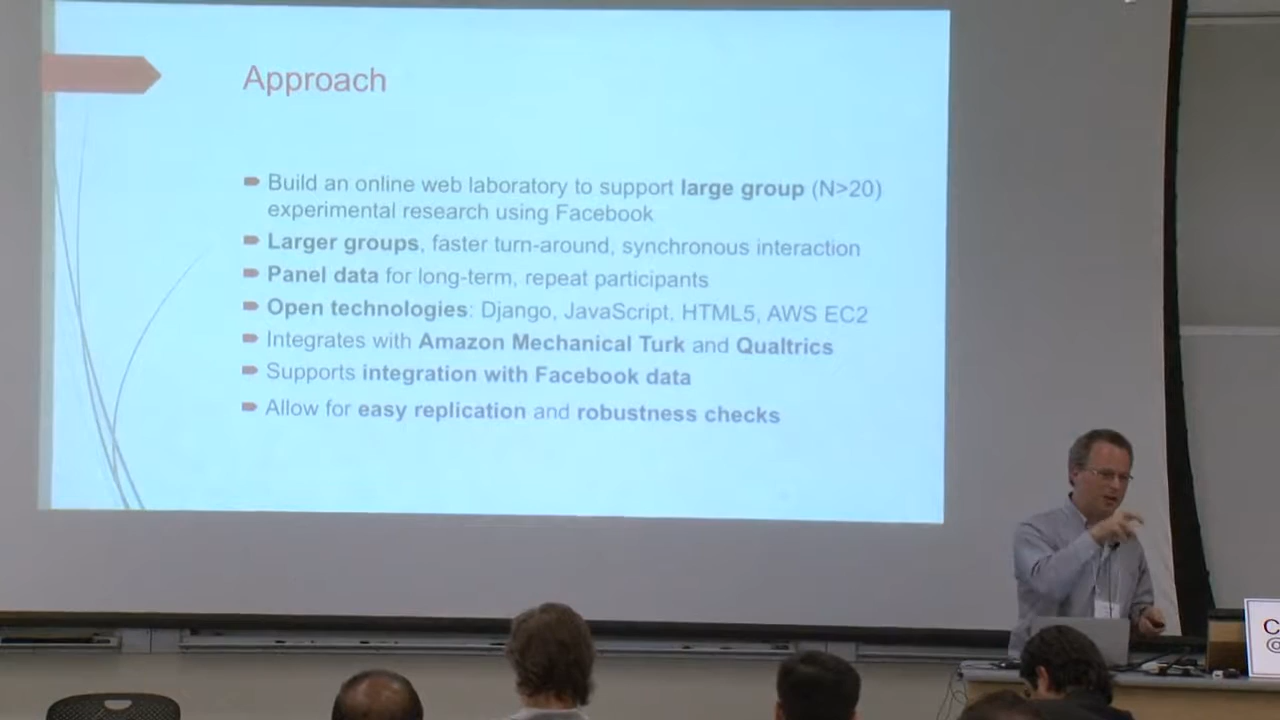 Approach
Build an online web laboratory to support large group (N>20)
experimental research using Facebook
Larger groups, faster turn-around, synchronous interaction
Panel data for long-term, repeat participants
Open technologies: Django, JavaScript, HTML5, AWS EC2
Integrates with Amazon Mechanical Turk and Qualtrics
Supports integration with Facebook data
Allow for easy replication and robustness checks
C
@